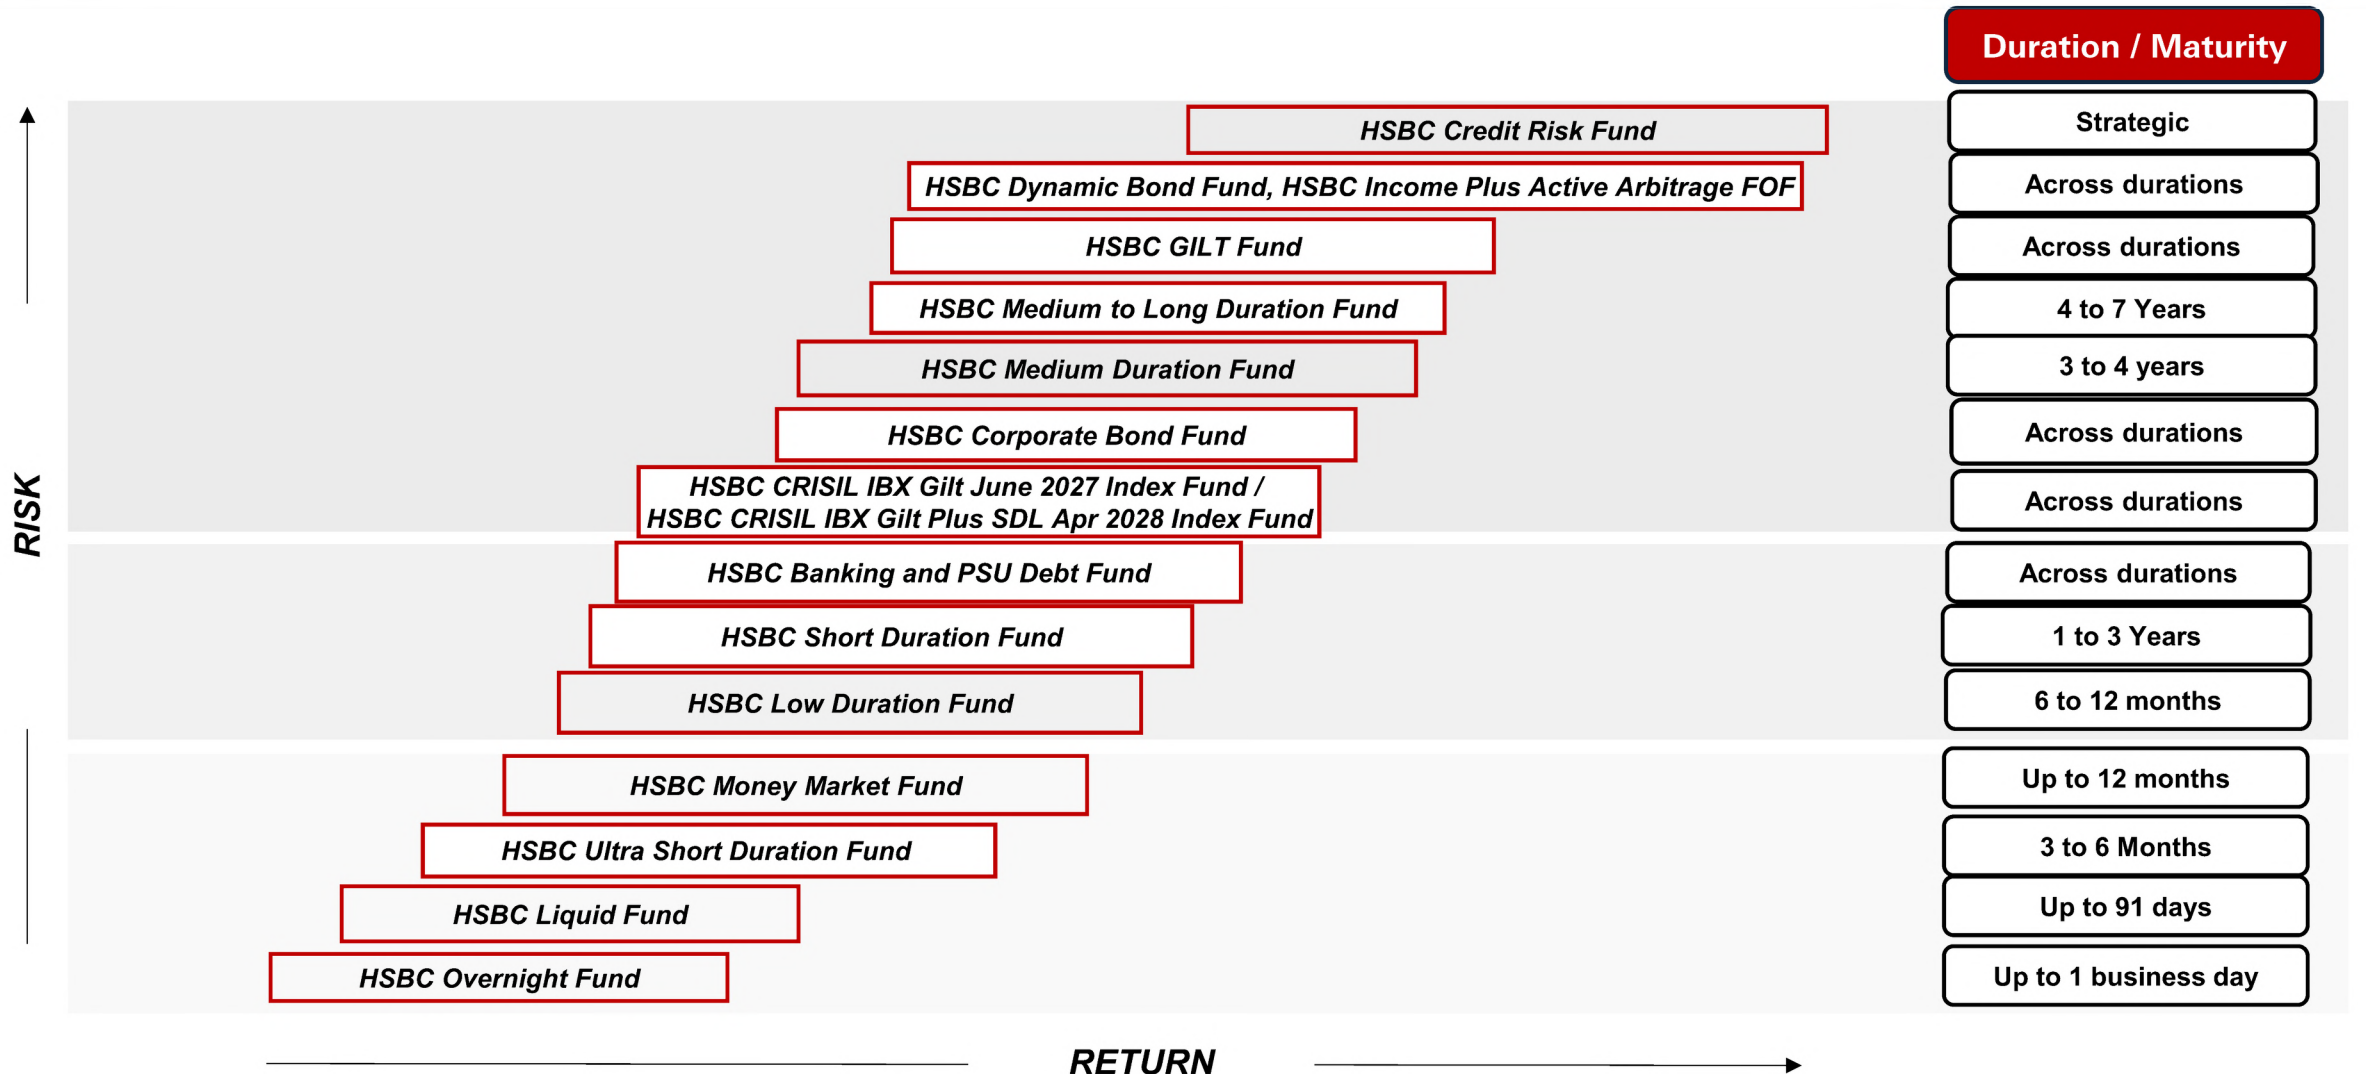 Duration / Maturity
HSBC Credit Risk Fund
Strategic
HSBC Dynamic Bond Fund, HSBC Income Plus Active Arbitrage FOF
Across durations
HSBC GILT Fund
Across durations
HSBC Medium to Long Duration Fund
4 to 7 Years
HSBC Medium Duration Fund
3 to 4 years
HSBC Corporate Bond Fund
Across durations
HSBC CRISIL IBX Gilt June 2027 Index Fund /
HSBC CRISIL IBX Gilt Plus SDL Apr 2028 Index Fund
Across durations
RISK
HSBC Banking and PSU Debt Fund
Across durations
HSBC Short Duration Fund
1 to 3 Years
HSBC Low Duration Fund
6 to 12 months
HSBC Money Market Fund
Up to 12 months
HSBC Ultra Short Duration Fund
3 to 6 Months
HSBC Liquid Fund
Up to 91 days
HSBC Overnight Fund
Up to 1 business day
RETURN